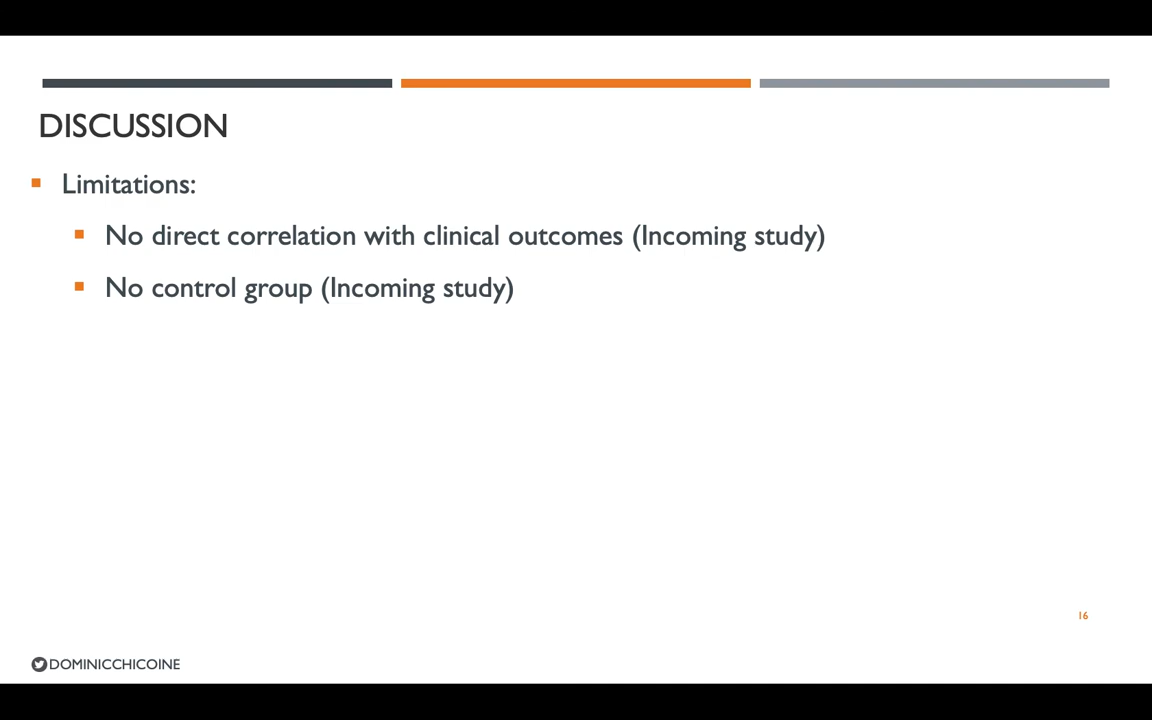 DISCUSSION
Limitations:
No direct correlation with clinical outcomes (Incoming study)
No control group (Incoming study)
16
DOMINICCHICOINE